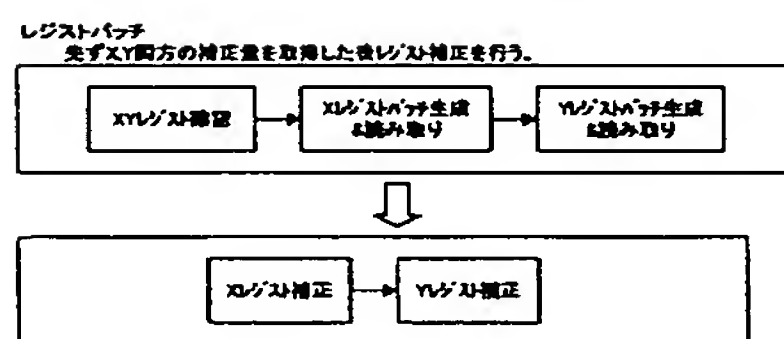 レジストパッチ
先ずXY両方の補正量を取得した後レジスト補正を行う。
XYレジスト確認
Xレジストパッチ生成
&読み取り
Yレジストパッチ生成
&読み取り
Xレジスト補正
Yレジスト補正